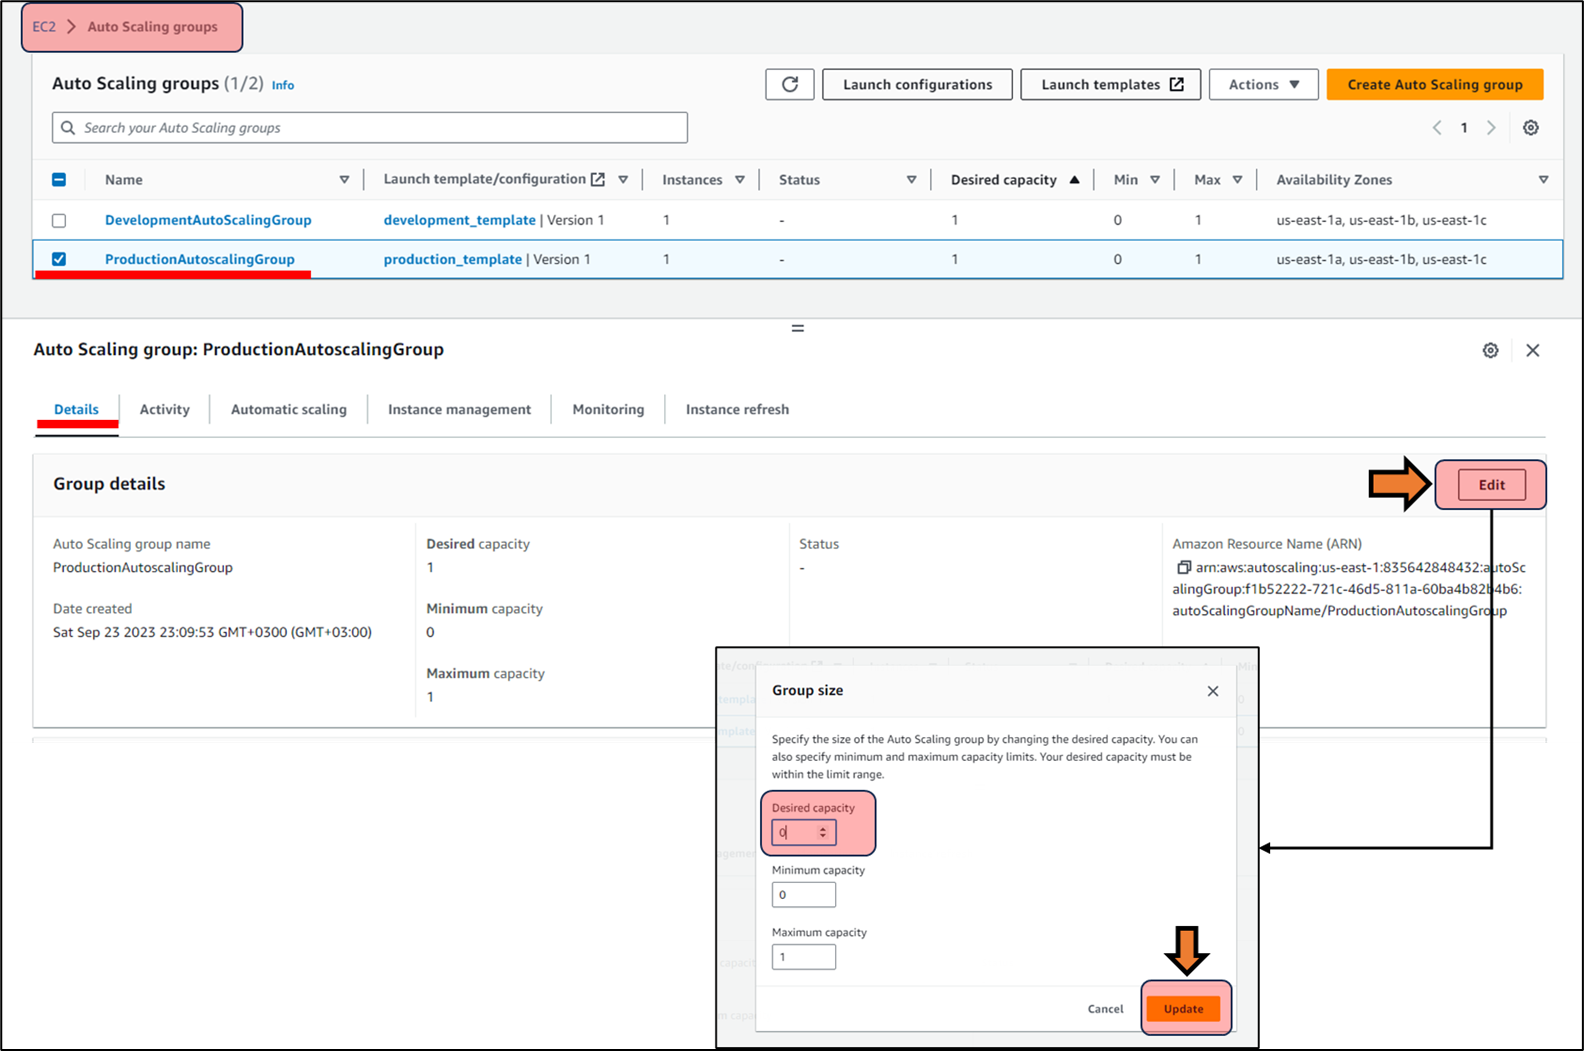 EC2 > Auto Scaling groups
Auto Scaling groups (1/2) Info
Launch configurations
Launch templates
Actions
Create Auto Scaling group
Search your Auto Scaling groups
1
Name Launch template/configuration Instances Status Desired capacity Min Max Availability Zones
DevelopmentAutoScalingGroup development_template | Version 1 1 - 1 0 1 us-east-1a, us-east-1b, us-east-1c
ProductionAutoscalingGroup production_template | Version 1 1 - 1 0 1 us-east-1a, us-east-1b, us-east-1c
Auto Scaling group: ProductionAutoscalingGroup
Details Activity Automatic scaling Instance management Monitoring Instance refresh
Group details
Edit
Auto Scaling group name
ProductionAutoscalingGroup
Date created
Sat Sep 23 2023 23:09:53 GMT+0300 (GMT+03:00)
Desired capacity
1
Minimum capacity
0
Maximum capacity
1
Status
-
Amazon Resource Name (ARN)
arn:aws:autoscaling:us-east-1:835642848432:autoSc
alingGroup:f1b52222-721c-46d5-811a-60ba4b82b4b6:
autoScalingGroupName/ProductionAutoscalingGroup
Group size
Specify the size of the Auto Scaling group by changing the desired capacity. You can
also specify minimum and maximum capacity limits. Your desired capacity must be
within the limit range.
Desired capacity
0
Minimum capacity
0
Maximum capacity
1
Cancel
Update